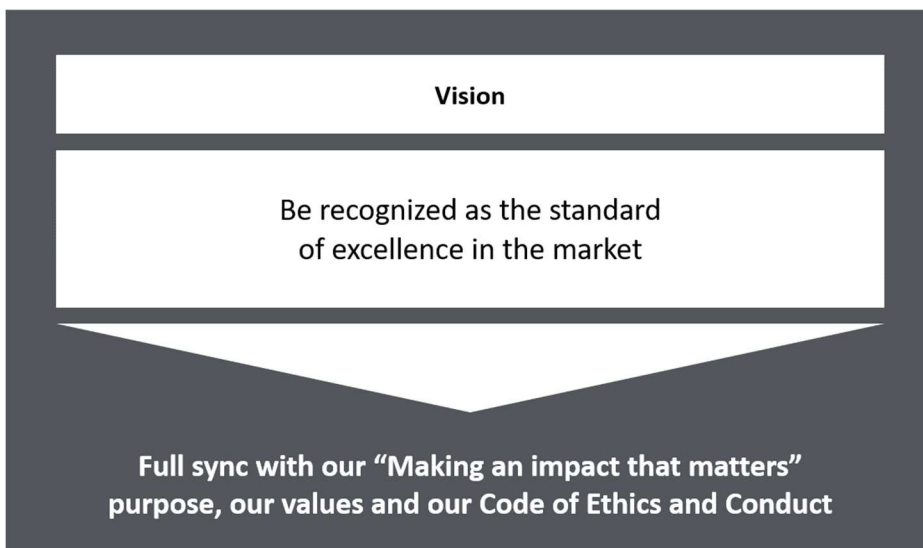 Vision
Be recognized as the standard
of excellence in the market
Full sync with our “Making an impact that matters”
purpose, our values and our Code of Ethics and Conduct